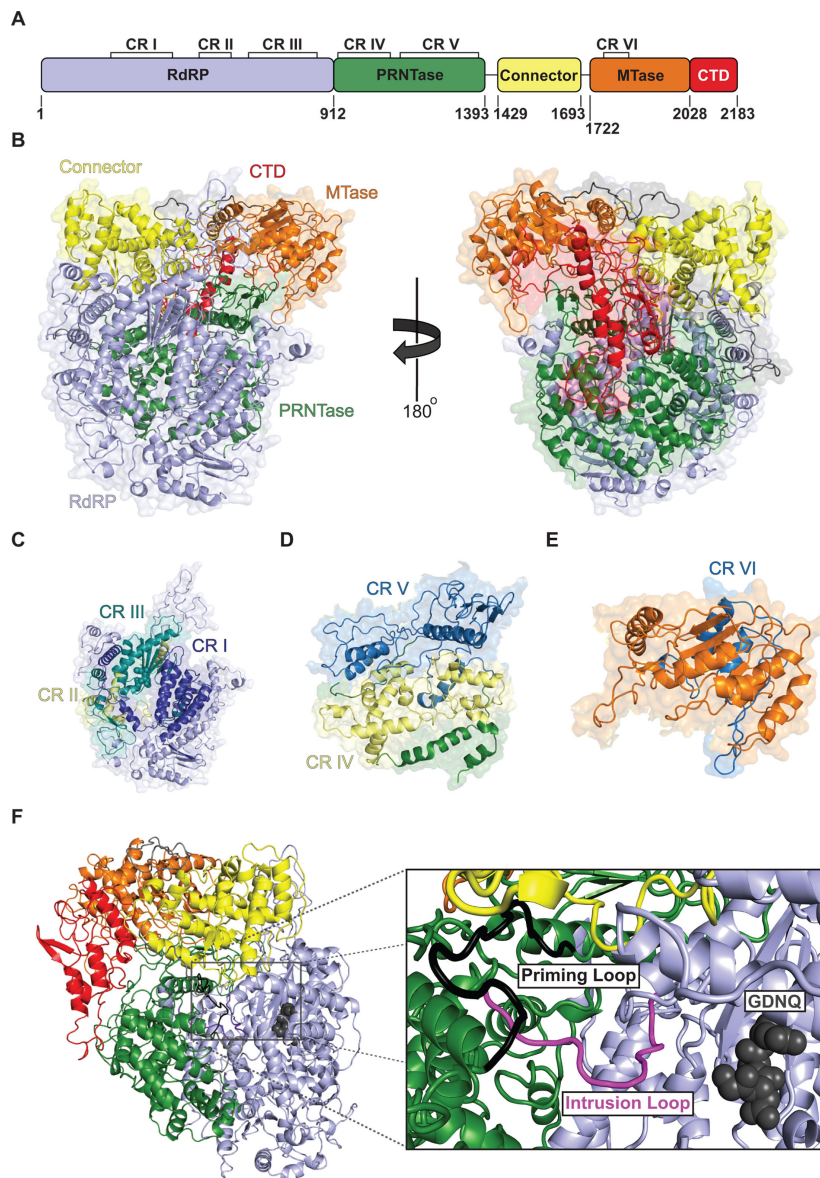 A
CR I CR II CR III CR IV CR V CR VI
RdRP PRNTase Connector MTase CTD
1 912 1393 1429 1693 1722 2028 2183
B
Connector CTD
MTase
PRNTase
RdRP
180°
C D E
CR III
CR I
CR II
CR V
CR IV
CR VI
F
Priming Loop
GDNQ
Intrusion Loop